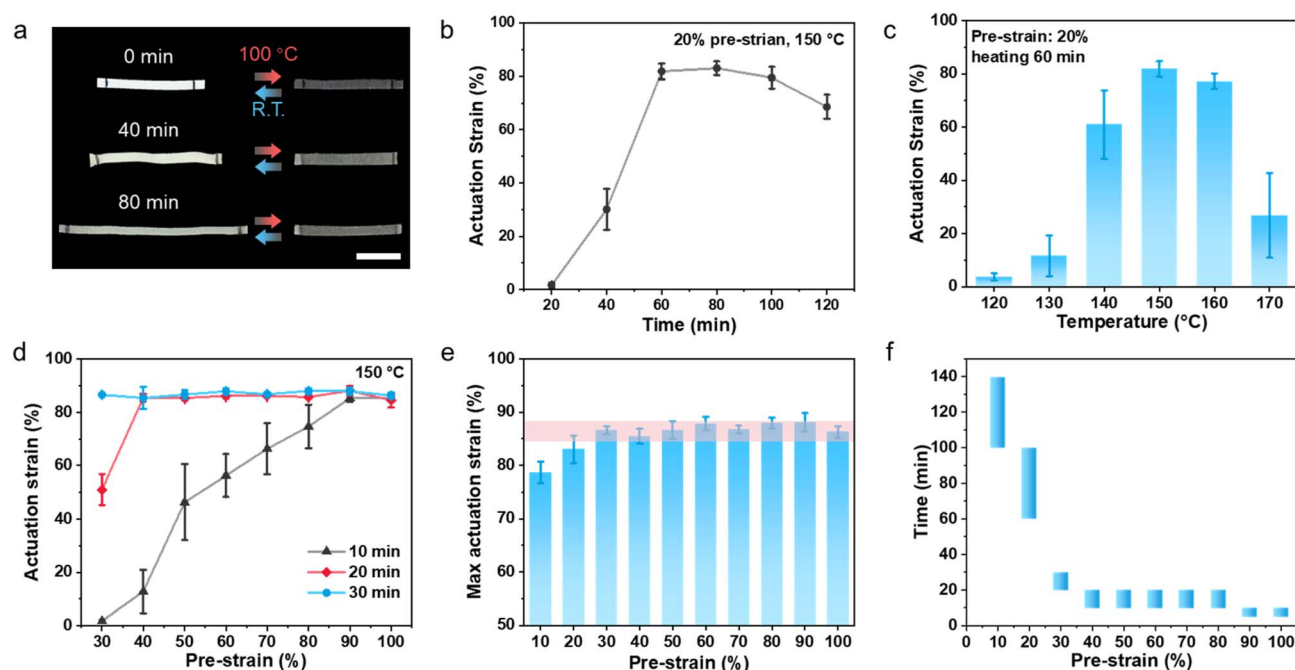 a
0 min
100 °C
R.T.
40 min
80 min
b
20% pre-strian, 150 °C
Actuation Strain (%)
100
80
60
40
20
0
20 40 60 80 100 120
Time (min)
c
Pre-strain: 20%
heating 60 min
Actuation Strain (%)
100
80
60
40
20
0
120 130 140 150 160 170
Temperature (°C)
d
150 °C
Actuation strain (%)
100
80
60
40
20
0
10 min
20 min
30 min
30 40 50 60 70 80 90 100
Pre-strain (%)
e
Max actuation strain (%)
100
90
80
70
60
50
10 20 30 40 50 60 70 80 90 100
Pre-strain (%)
f
Time (min)
140
120
100
80
60
40
20
0
0 10 20 30 40 50 60 70 80 90 100
Pre-strain (%)